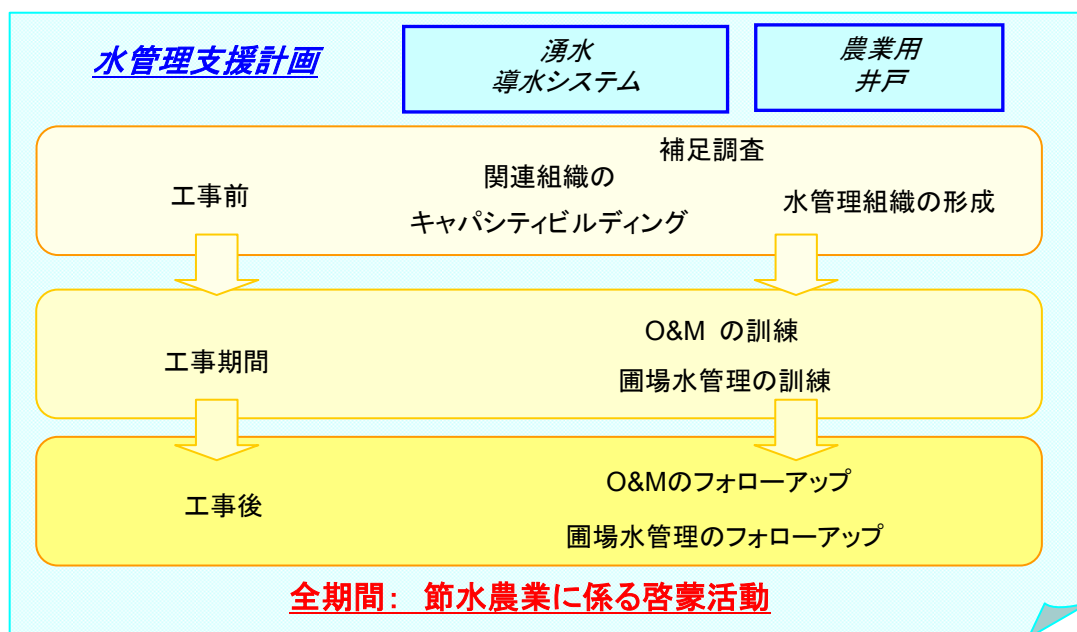 水管理支援計画
湧水
導水システム
農業用
井戸
工事前
補足調査
関連組織の
キャパシティビルディング
水管理組織の形成
工事期間
O&M の訓練
圃場水管理の訓練
工事後
O&Mのフォローアップ
圃場水管理のフォローアップ
全期間： 節水農業に係る啓蒙活動